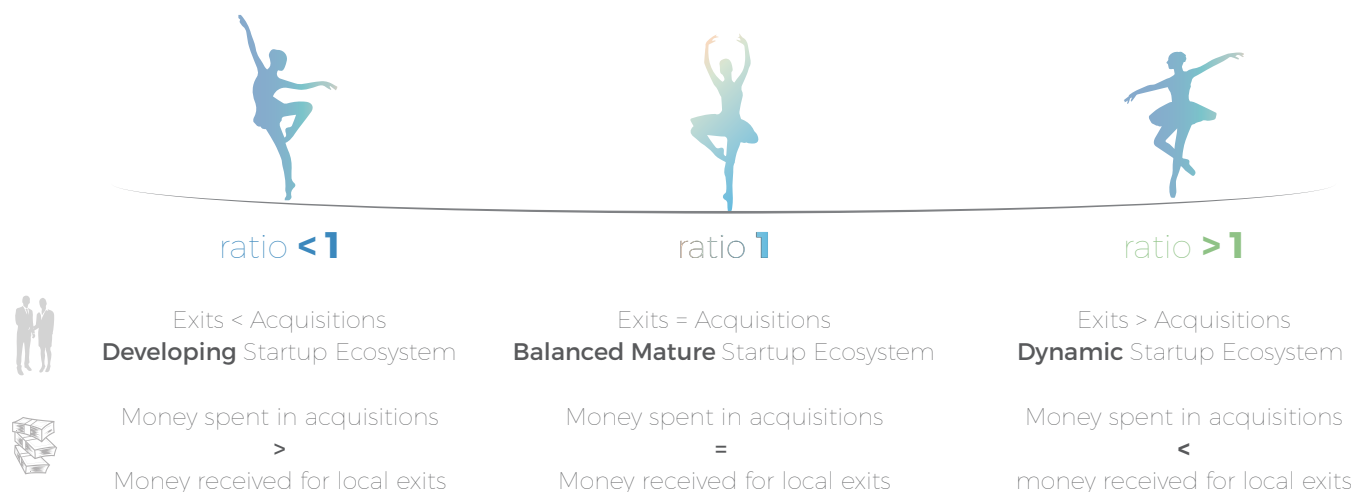 ratio < 1
ratio 1
ratio > 1
Exits < Acquisitions
Developing Startup Ecosystem
Exits = Acquisitions
Balanced Mature Startup Ecosystem
Exits > Acquisitions
Dynamic Startup Ecosystem
Money spent in acquisitions
>
Money received for local exits
Money spent in acquisitions
=
Money received for local exits
Money spent in acquisitions
<
money received for local exits